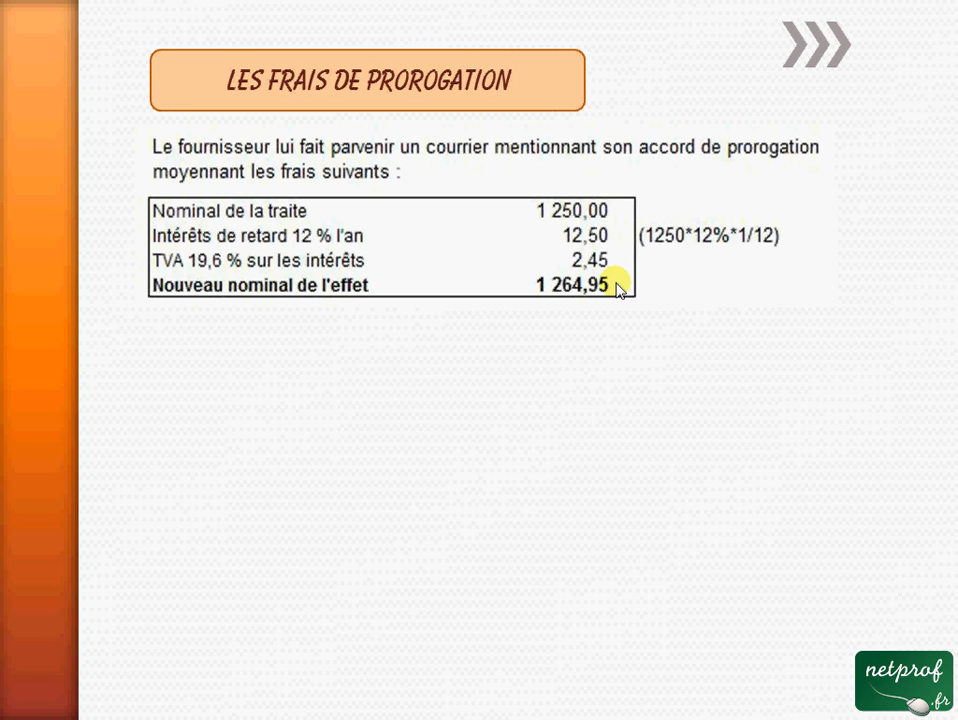 LES FRAIS DE PROROGATION
Le fournisseur lui fait parvenir un courrier mentionnant son accord de prorogation
moyennant les frais suivants :
Nominal de la traite 1 250,00
Intérêts de retard 12 % l'an 12,50 (1250*12%*1/12)
TVA 19,6 % sur les intérêts 2,45
Nouveau nominal de l'effet 1 264,95
netprof
.fr